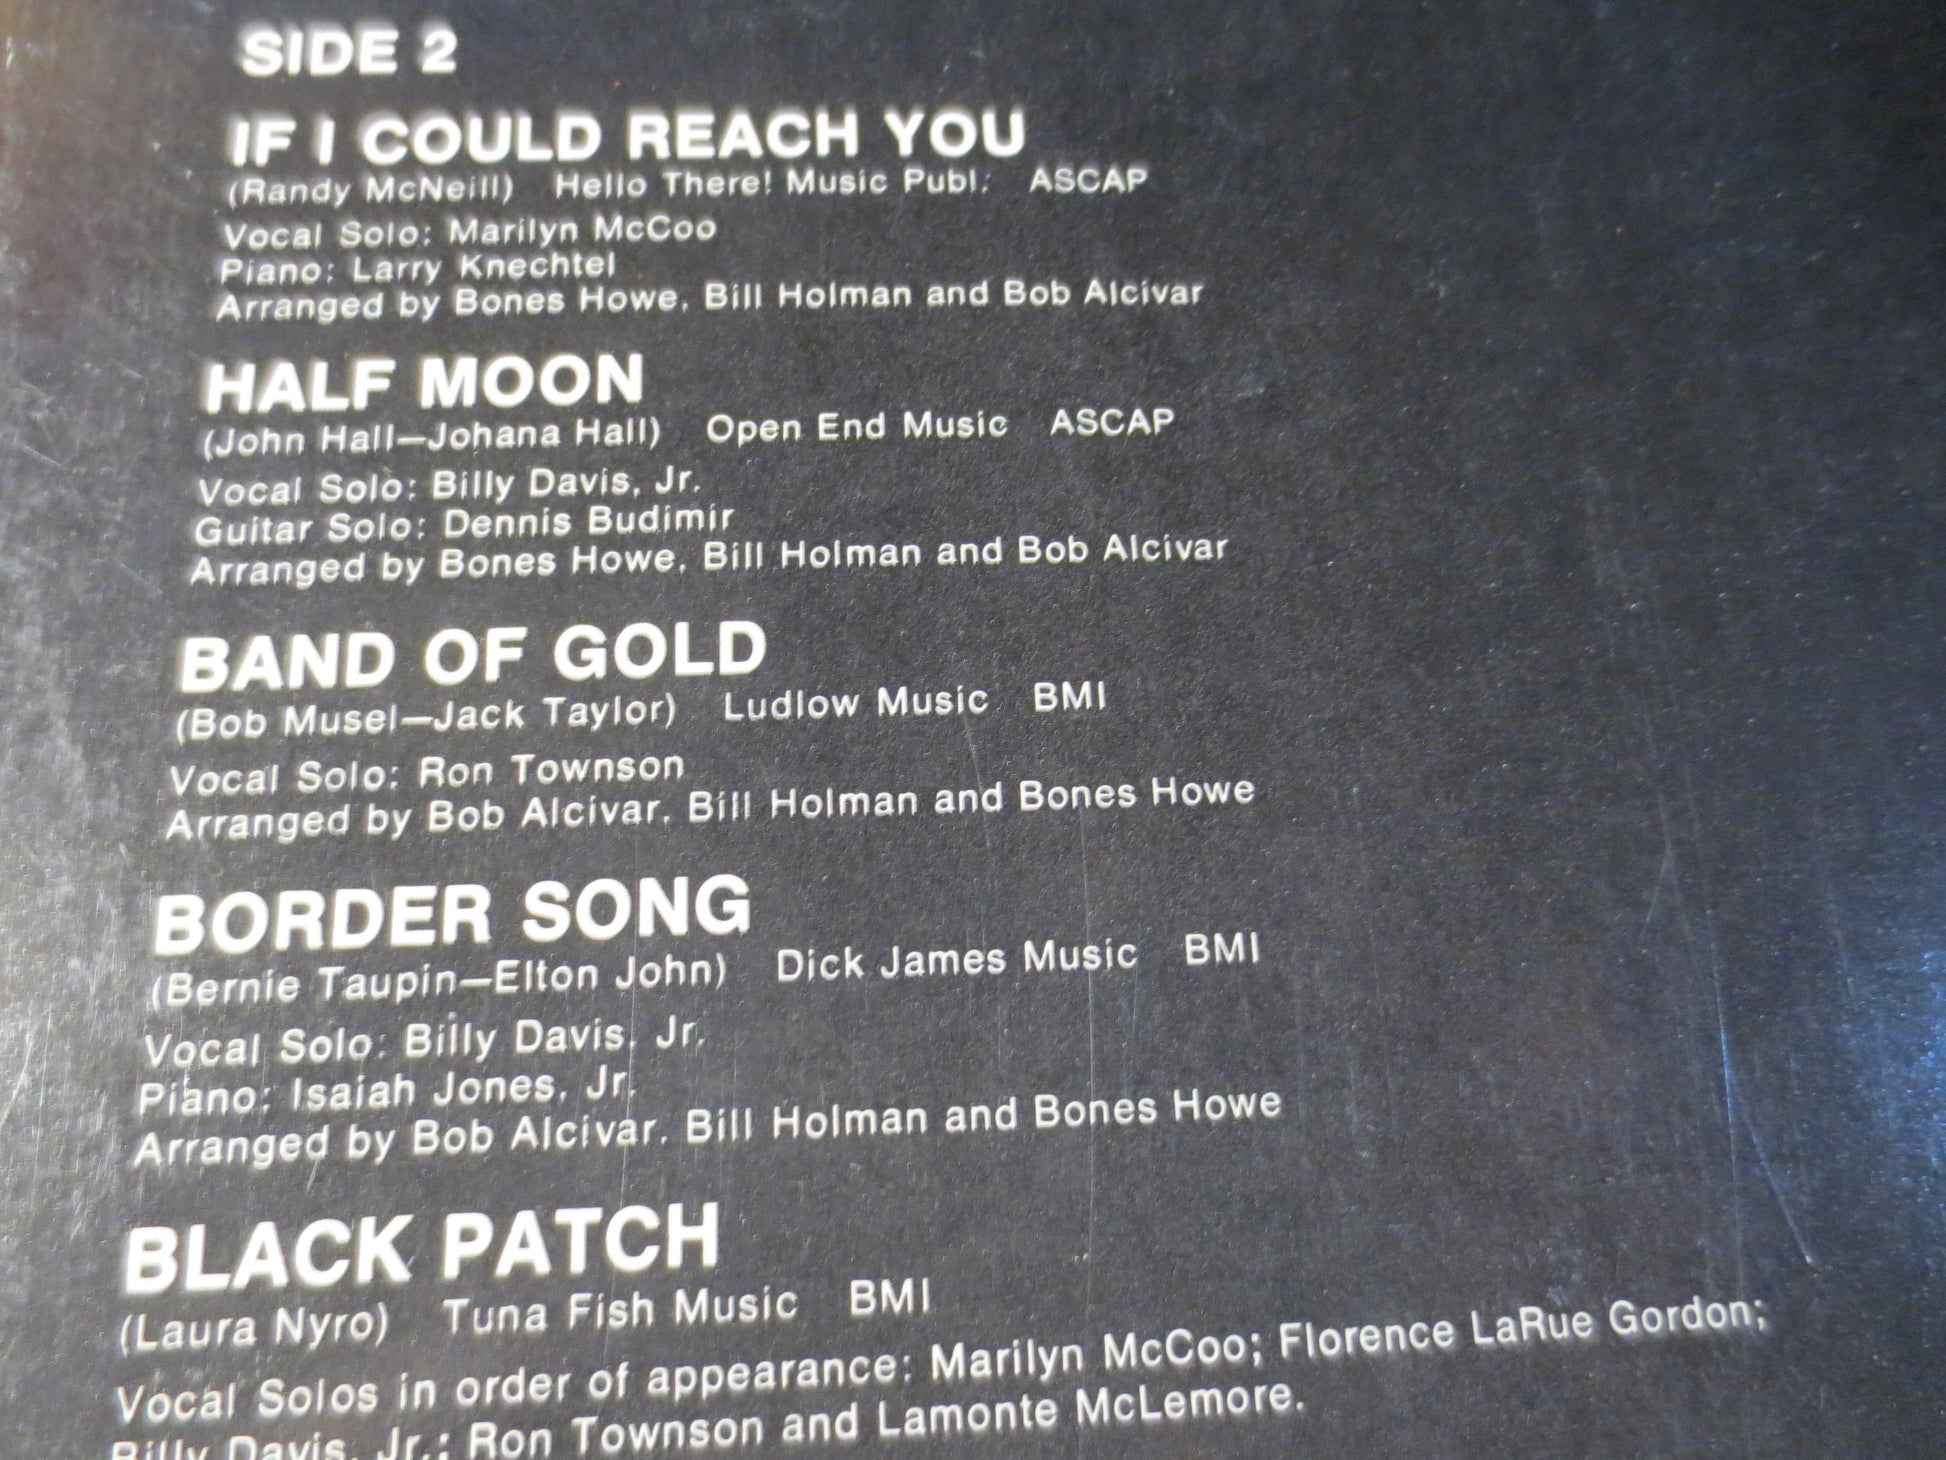 SIDE 2
IF I COULD REACH YOU
(Randy McNeill) Hello There! Music Publ. ASCAP
Vocal Solo: Marilyn McCoo
Piano: Larry Knechtel
Arranged by Bones Howe, Bill Holman and Bob Alcivar
HALF MOON
(John Hall—Johana Hall) Open End Music ASCAP
Vocal Solo: Billy Davis, Jr.
Guitar Solo: Dennis Budimir
Arranged by Bones Howe, Bill Holman and Bob Alcivar
BAND OF GOLD
(Bob Musel—Jack Taylor) Ludlow Music BMI
Vocal Solo: Ron Townson
Arranged by Bob Alcivar, Bill Holman and Bones Howe
BORDER SONG
(Bernie Taupin—Elton John) Dick James Music BMI
Vocal Solo: Billy Davis, Jr.
Piano: Isaiah Jones, Jr.
Arranged by Bob Alcivar, Bill Holman and Bones Howe
BLACK PATCH
(Laura Nyro) Tuna Fish Music BMI
Vocal Solos in order of appearance: Marilyn McCoo; Florence LaRue Gordon;
Billy Davis, Jr.; Ron Townson and Lamonte McLemore.